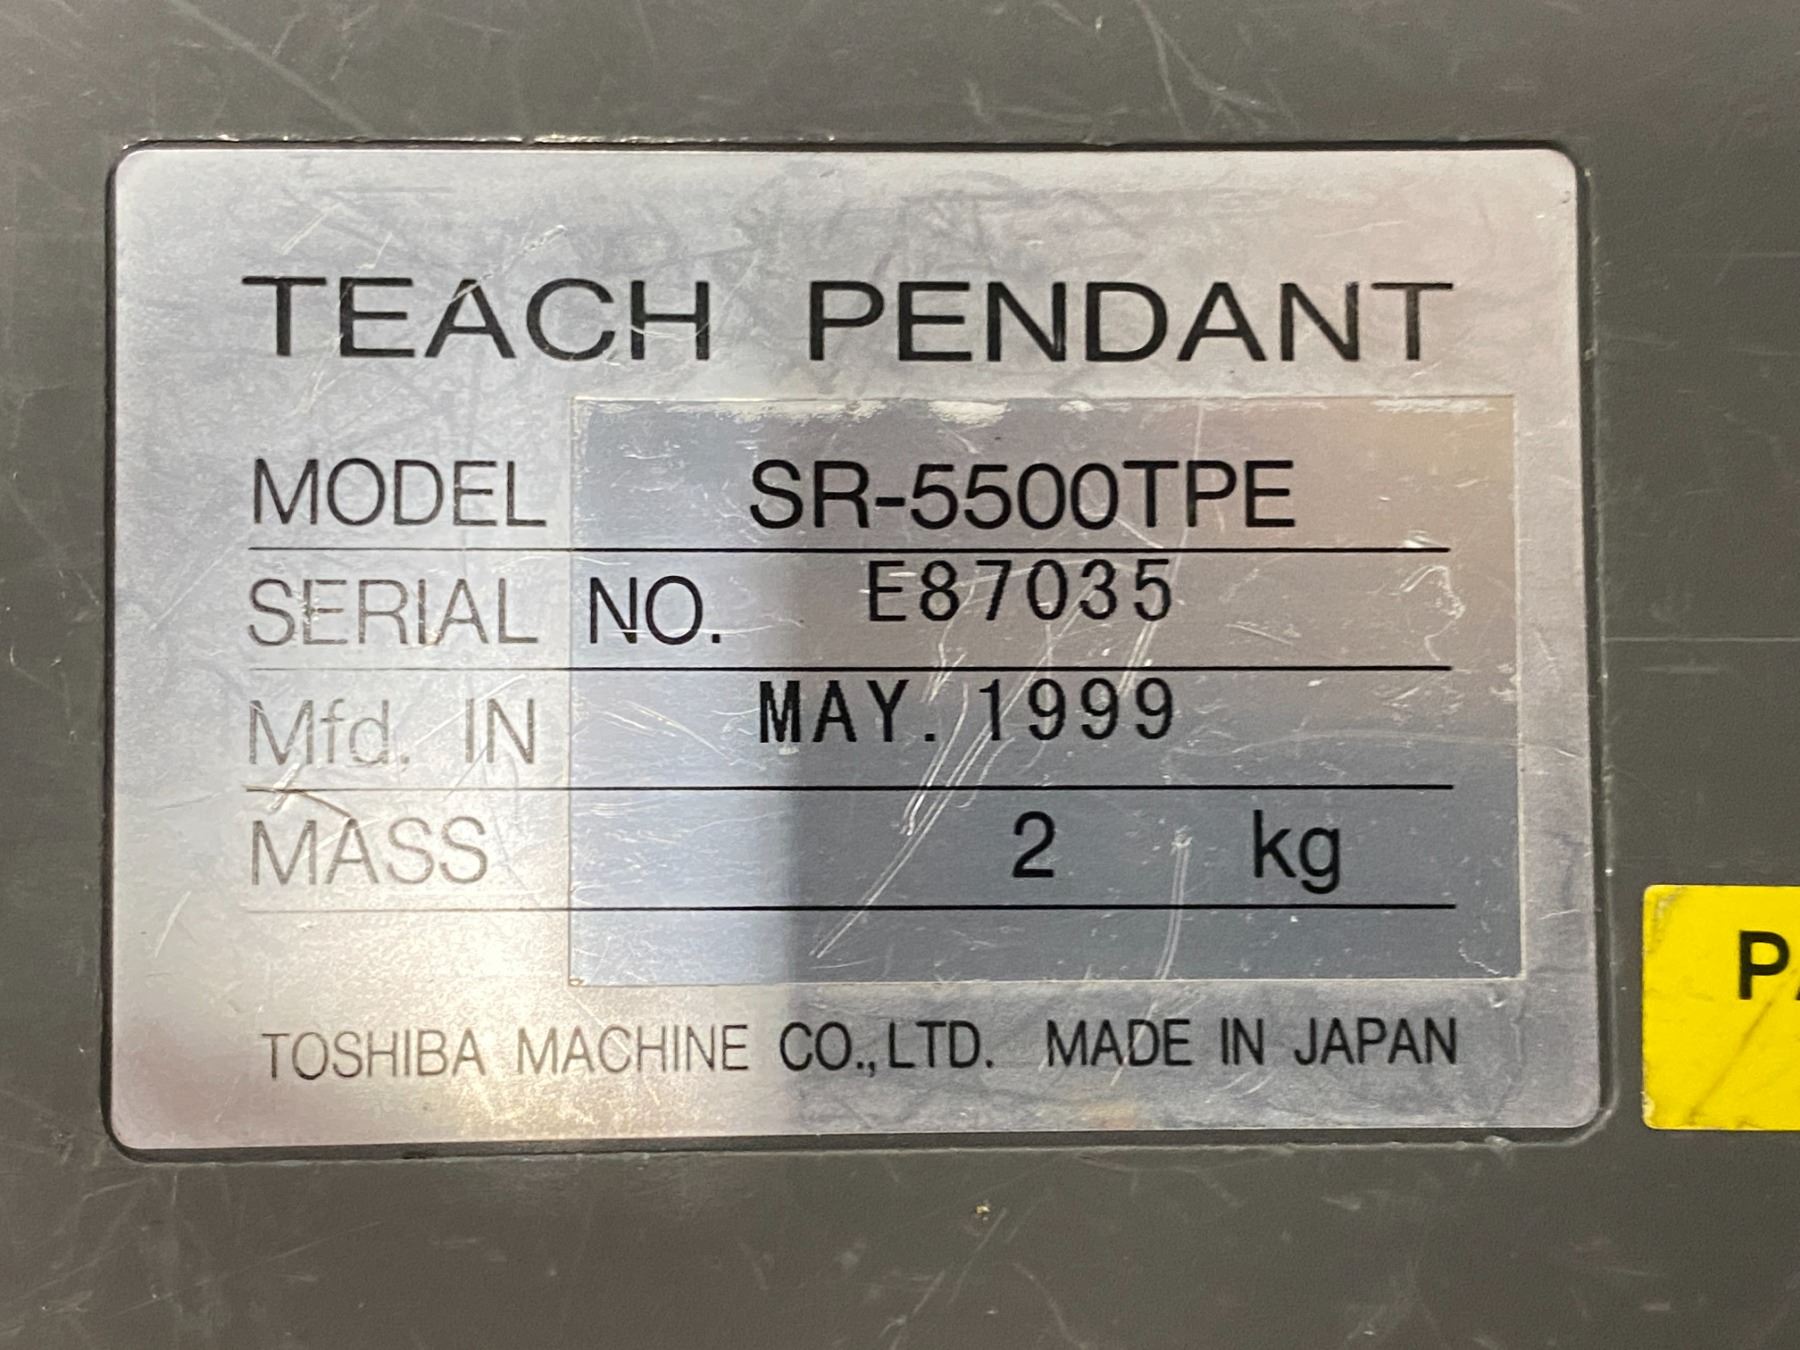 TEACH PENDANT
MODEL SR-5500TPE
SERIAL NO. E87035
Mfd. IN MAY. 1999
MASS 2 kg
TOSHIBA MACHINE CO.,LTD. MADE IN JAPAN